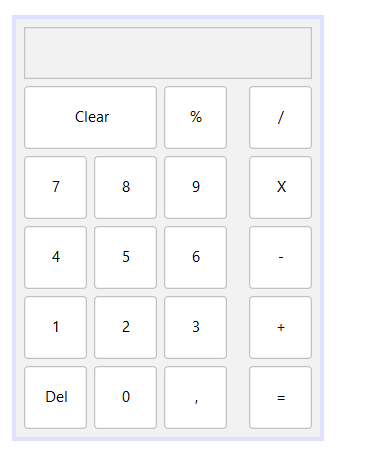 Clear % /
7 8 9 X
4 5 6 -
1 2 3 +
Del 0 , =